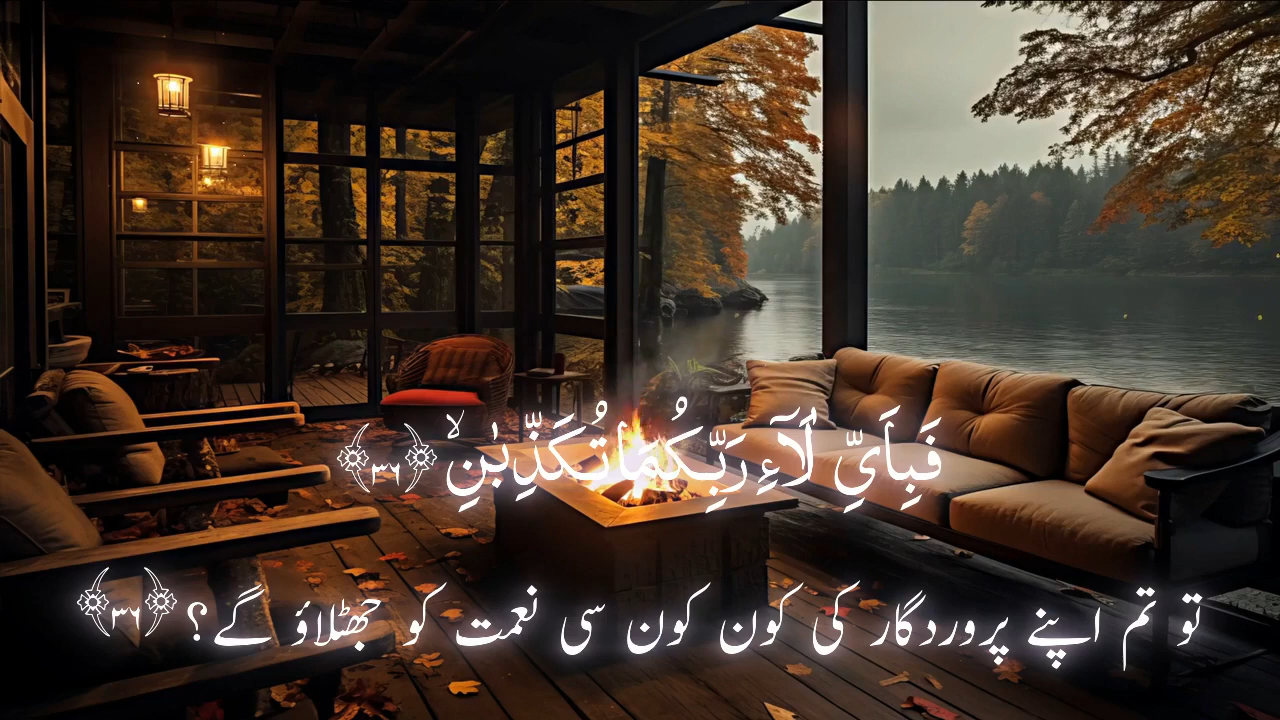 فَبِاَیِّ لَآءِ رَبِّكُمَا تُكَذِّبٰنِۙ ﴿۳۶﴾
تو تم اپنے پروردگار کی کون کون سی نعمت کو جھٹلاؤ گے؟ ﴿۳۶﴾